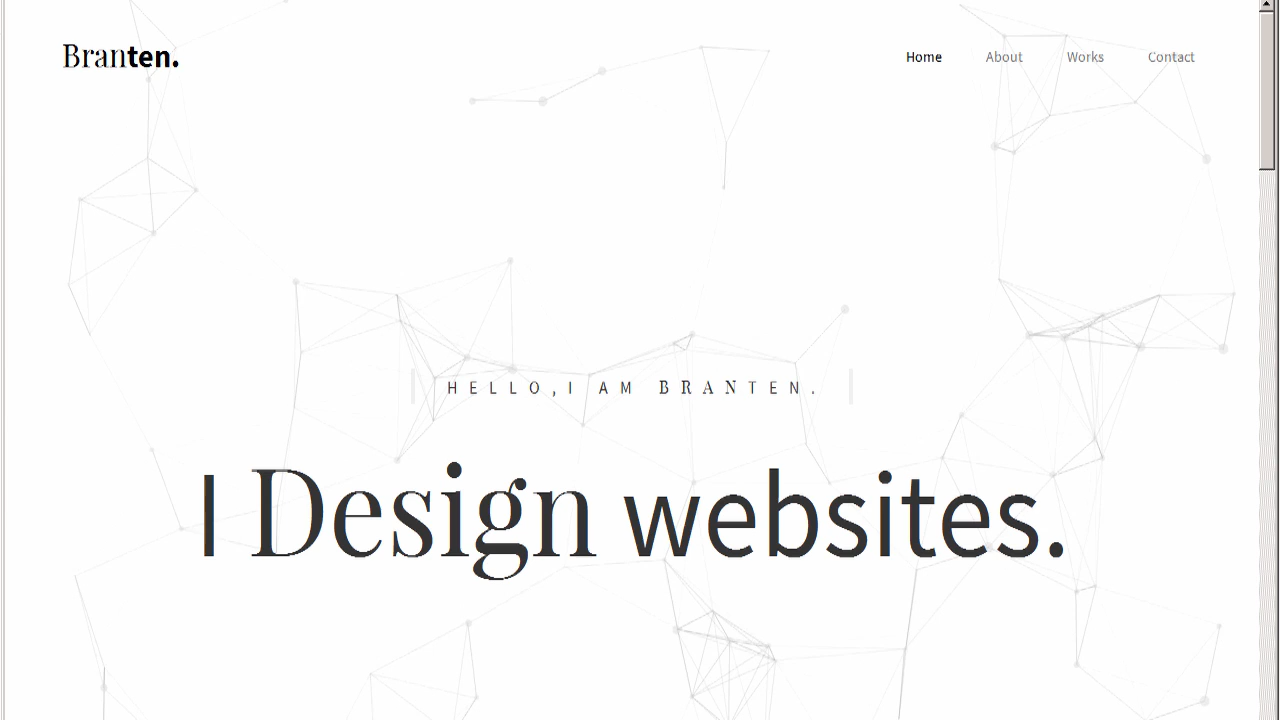 Branten.
Home About Works Contact
HELLO,I AM BRANTEN.
I Design websites.